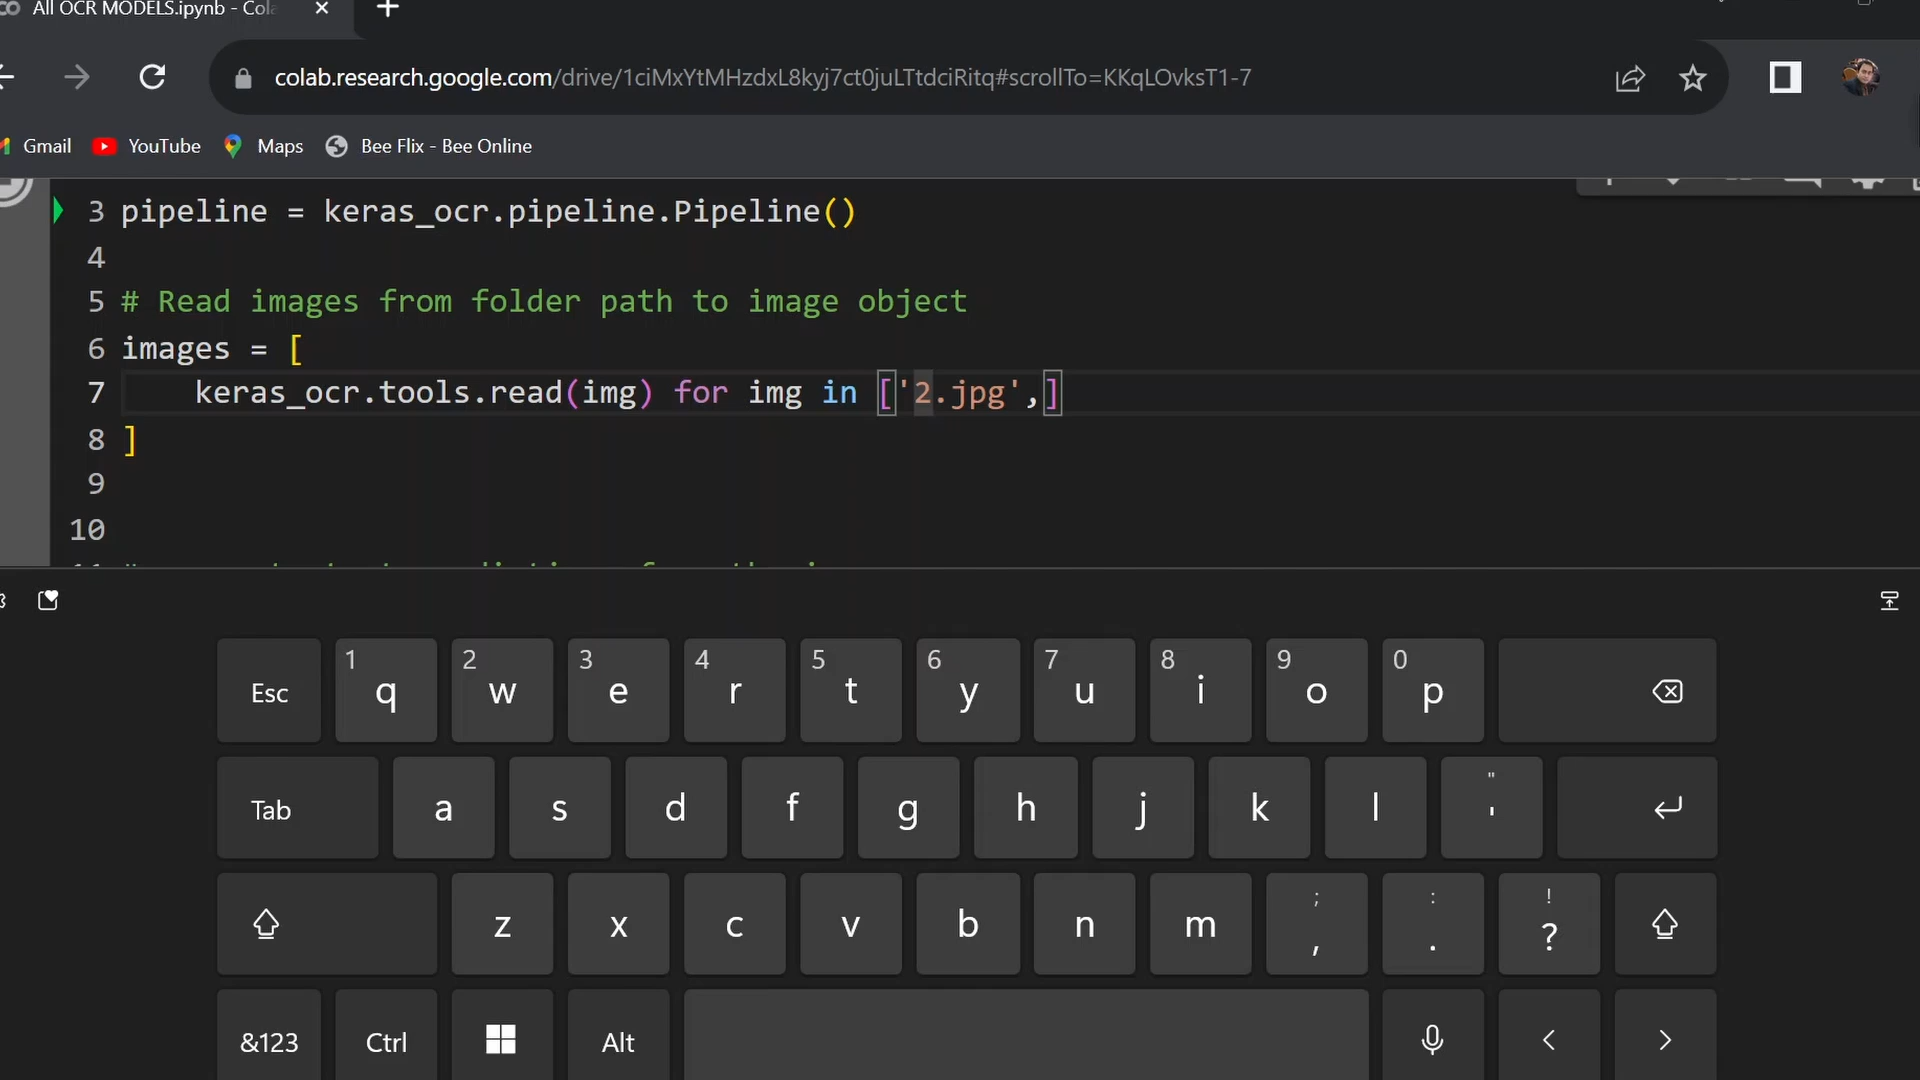 All OCR MODELS.ipynb - Cola
colab.research.google.com/drive/1ciMxYtMHzdxL8kyj7ct0juLTtdciRitq#scrollTo=KKqLOvksT1-7
Gmail YouTube Maps Bee Flix - Bee Online
3 pipeline = keras_ocr.pipeline.Pipeline()
4
5 # Read images from folder path to image object
6 images = [
7 keras_ocr.tools.read(img) for img in ['2.jpg',]
8 ]
9
10
Esc 1 q 2 w 3 e 4 r 5 t 6 y 7 u 8 i 9 o 0 p
Tab a s d f g h j k l " '
z x c v b n m ; , : . ! ?
&123 Ctrl Alt < >